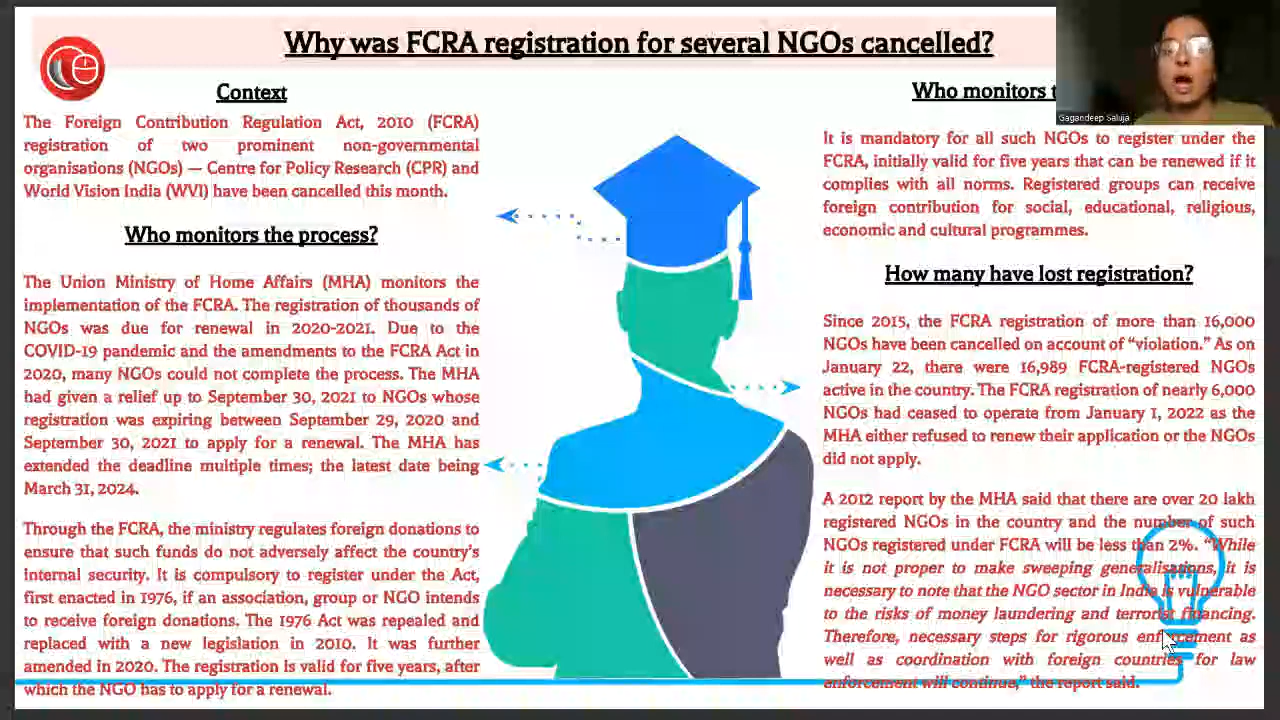 Why was FCRA registration for several NGOs cancelled?
Context
The Foreign Contribution Regulation Act, 2010 (FCRA)
registration of two prominent non-governmental
organisations (NGOs) — Centre for Policy Research (CPR) and
World Vision India (WVI) have been cancelled this month.
Who monitors the process?
The Union Ministry of Home Affairs (MHA) monitors the
implementation of the FCRA. The registration of thousands of
NGOs was due for renewal in 2020-2021. Due to the
COVID-19 pandemic and the amendments to the FCRA Act in
2020, many NGOs could not complete the process. The MHA
had given a relief up to September 30, 2021 to NGOs whose
registration was expiring between September 29, 2020 and
September 30, 2021 to apply for a renewal. The MHA has
extended the deadline multiple times; the latest date being
March 31, 2024.
Through the FCRA, the ministry regulates foreign donations to
ensure that such funds do not adversely affect the country's
internal security. It is compulsory to register under the Act,
first enacted in 1976, if an association, group or NGO intends
to receive foreign donations. The 1976 Act was repealed and
replaced with a new legislation in 2010. It was further
amended in 2020. The registration is valid for five years, after
which the NGO has to apply for a renewal.
Who monitors
Gagandeep Saluja
It is mandatory for all such NGOs to register under the
FCRA, initially valid for five years that can be renewed if it
complies with all norms. Registered groups can receive
foreign contribution for social, educational, religious,
economic and cultural programmes.
How many have lost registration?
Since 2015, the FCRA registration of more than 16,000
NGOs have been cancelled on account of “violation.” As on
January 22, there were 16,989 FCRA-registered NGOs
active in the country. The FCRA registration of nearly 6,000
NGOs had ceased to operate from January 1, 2022 as the
MHA either refused to renew their application or the NGOs
did not apply.
A 2012 report by the MHA said that there are over 20 lakh
registered NGOs in the country and the number of such
NGOs registered under FCRA will be less than 2%. “While
it is not proper to make sweeping generalisations, it is
necessary to note that the NGO sector in India is vulnerable
to the risks of money laundering and terrorist financing.
Therefore, necessary steps for rigorous enforcement as
well as coordination with foreign countries for law
enforcement will continue,” the report said.